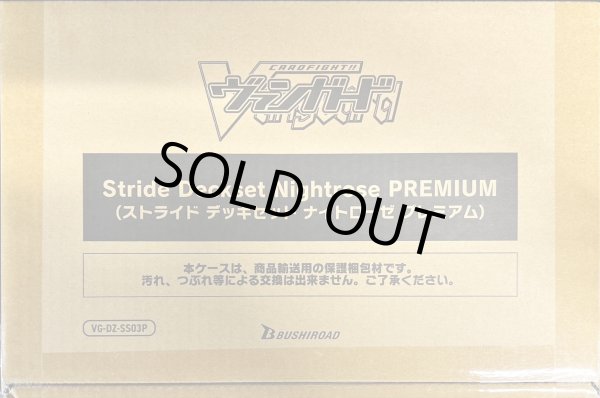 CARDFIGHT!!
ヴァンガード
Vanguard
Stride Deckset Nightrose PREMIUM
(ストライド デッキセット ナイトローゼ プレミアム)
SOLD OUT
本ケースは、商品輸送用の保護梱包材です。
汚れ、つぶれ等による交換は出来ません。ご了承ください。
VG-DZ-SS03P
BUSHIROAD